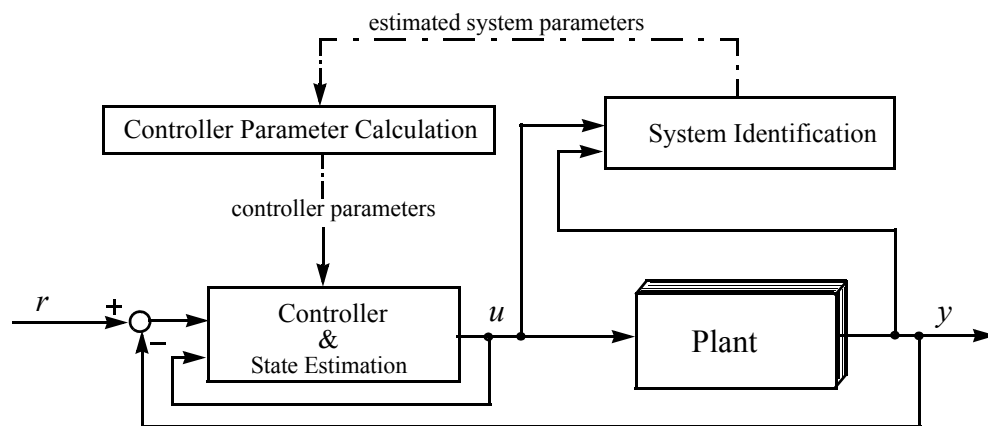 estimated system parameters
Controller Parameter Calculation
System Identification
controller parameters
r
+
−
Controller
&
State Estimation
u
Plant
y